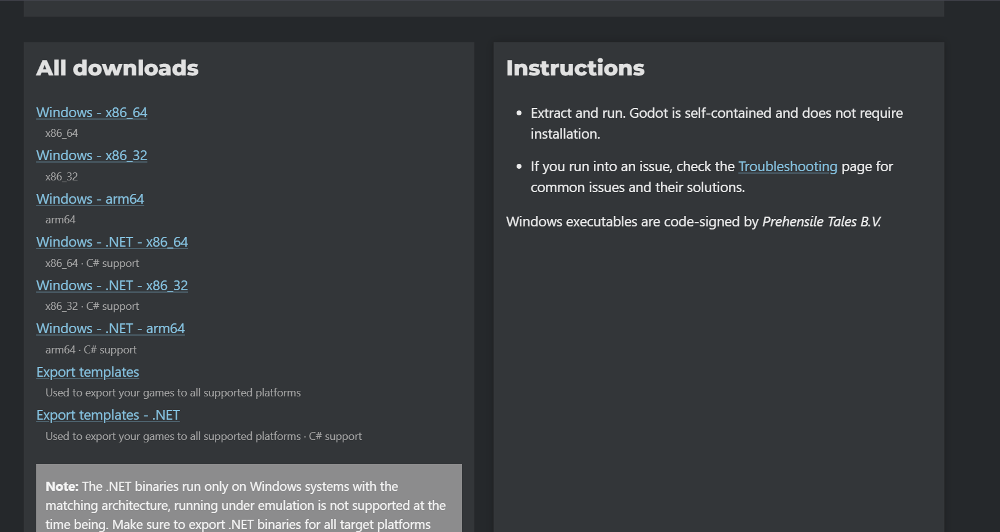 All downloads
Windows - x86_64
x86_64
Windows - x86_32
x86_32
Windows - arm64
arm64
Windows - .NET - x86_64
x86_64 · C# support
Windows - .NET - x86_32
x86_32 · C# support
Windows - .NET - arm64
arm64 · C# support
Export templates
Used to export your games to all supported platforms
Export templates - .NET
Used to export your games to all supported platforms · C# support
Note: The .NET binaries run only on Windows systems with the
matching architecture, running under emulation is not supported at the
time being. Make sure to export .NET binaries for all target platforms
Instructions
• Extract and run. Godot is self-contained and does not require
installation.
• If you run into an issue, check the Troubleshooting page for
common issues and their solutions.
Windows executables are code-signed by Prehensile Tales B.V.